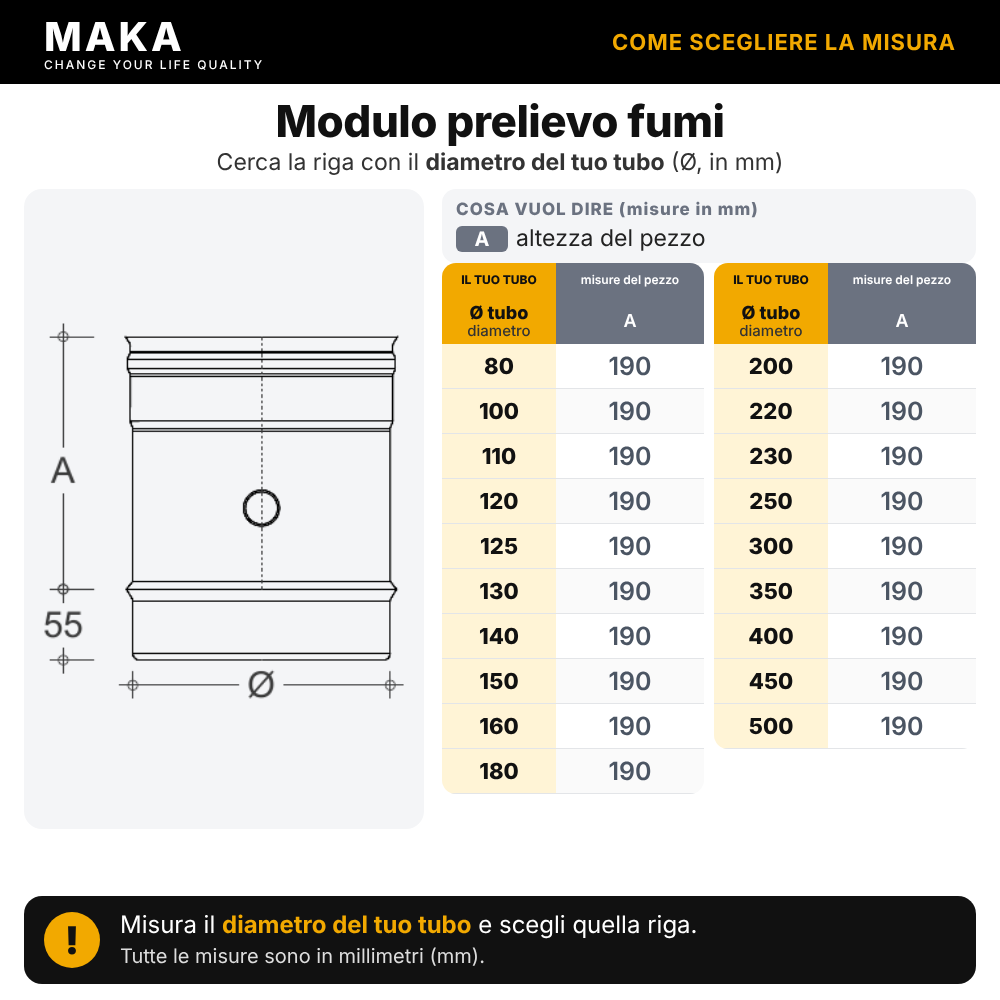 MAKA
CHANGE YOUR LIFE QUALITY
COME SCEGLIERE LA MISURA
Modulo prelievo fumi
Cerca la riga con il diametro del tuo tubo (Ø, in mm)
A
55
Ø
COSA VUOL DIRE (misure in mm)
A altezza del pezzo
IL TUO TUBO misure del pezzo
Ø tubo A
diametro
80 190
100 190
110 190
120 190
125 190
130 190
140 190
150 190
160 190
180 190
IL TUO TUBO misure del pezzo
Ø tubo A
diametro
200 190
220 190
230 190
250 190
300 190
350 190
400 190
450 190
500 190
! Misura il diametro del tuo tubo e scegli quella riga.
Tutte le misure sono in millimetri (mm).